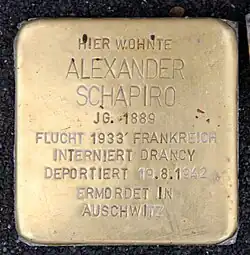 HIER WOHNTE
ALEXANDER
SCHAPIRO
JG. 1889
FLUCHT 1933 FRANKREICH
INTERNIERT DRANCY
DEPORTIERT 19.8.1942
ERMORDET IN
AUSCHWITZ